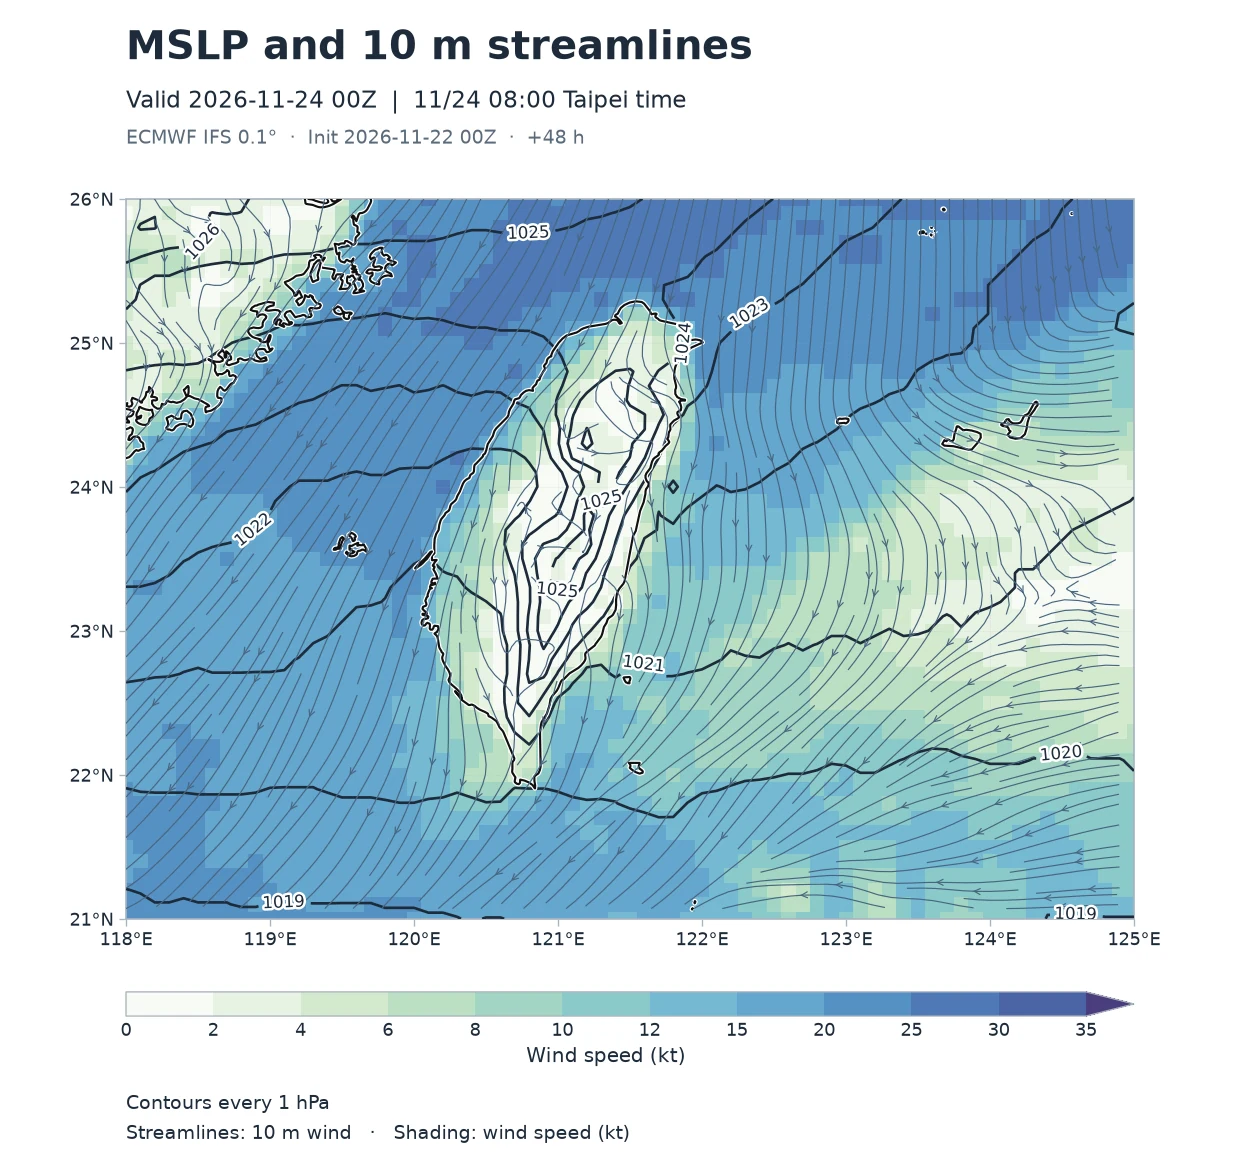 MSLP and 10 m streamlines
Valid 2026-11-24 00Z | 11/24 08:00 Taipei time
ECMWF IFS 0.1° · Init 2026-11-22 00Z · +48 h
26°N
1026
1025
25°N
1023
1024
24°N
1025
1022
1025
23°N
1021
22°N
1020
1019
1019
21°N
118°E 119°E 120°E 121°E 122°E 123°E 124°E 125°E
0 2 4 6 8 10 12 15 20 25 30 35
Wind speed (kt)
Contours every 1 hPa
Streamlines: 10 m wind · Shading: wind speed (kt)